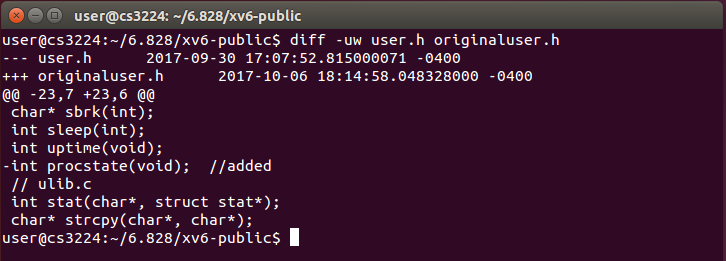 user@cs3224: ~/6.828/xv6-public
user@cs3224:~/6.828/xv6-public$ diff -uw user.h originaluser.h
--- user.h      2017-09-30 17:07:52.815000071 -0400
+++ originaluser.h      2017-10-06 18:14:58.048328000 -0400
@@ -23,7 +23,6 @@
 char* sbrk(int);
 int sleep(int);
 int uptime(void);
-int procstate(void);  //added
 // ulib.c
 int stat(char*, struct stat*);
 char* strcpy(char*, char*);
user@cs3224:~/6.828/xv6-public$